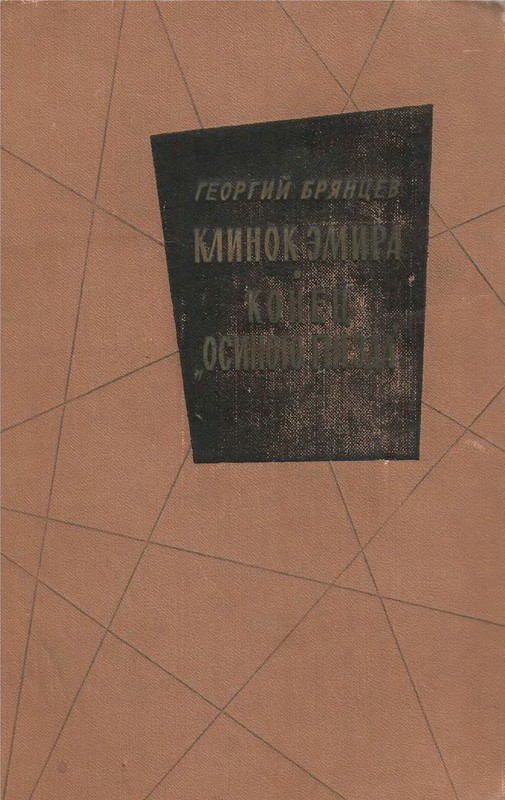 ГЕОРГИЙ БРЯНЦЕВ
КЛИНОК ЭМИРА
КОНЕЦ
„ОСИНОГО ГНЕЗДА“